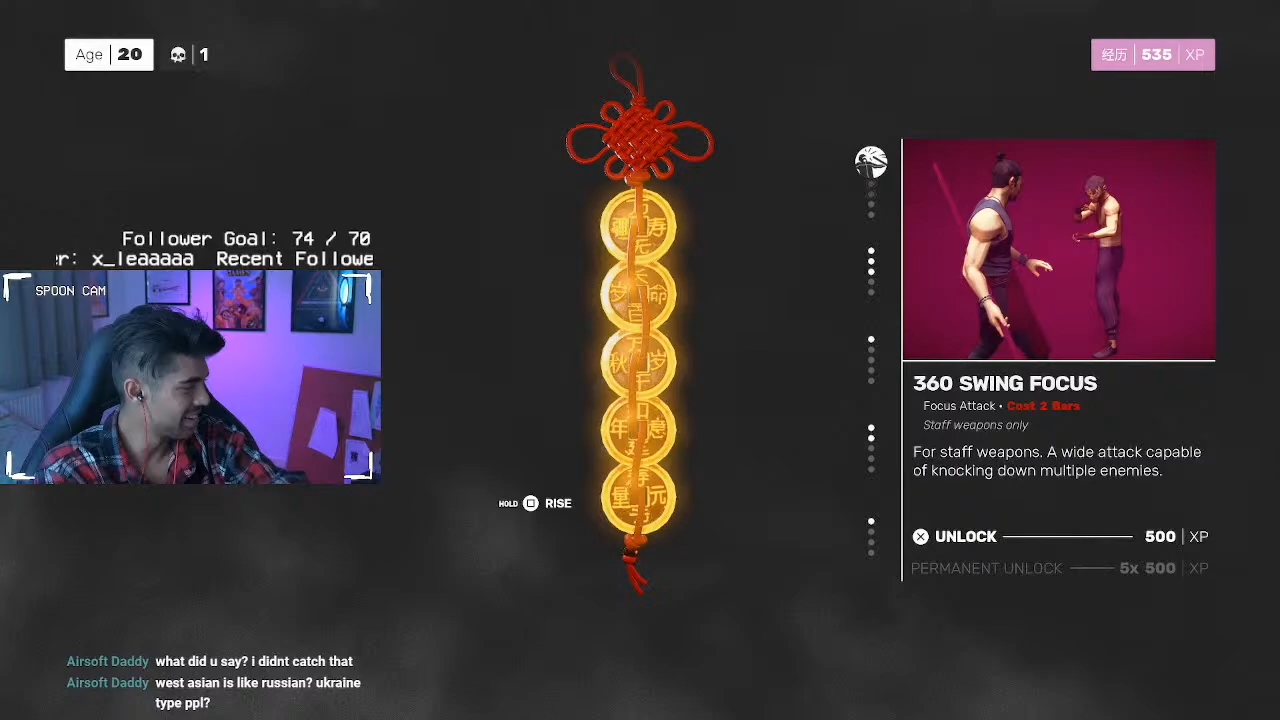 Age 20 1
经历 535 XP
Follower Goal: 74 / 70
r: x_leaaaaa Recent Followe
SPOON CAM
HOLD RISE
360 SWING FOCUS
Focus Attack • Cost 2 Bars
Staff weapons only
For staff weapons. A wide attack capable
of knocking down multiple enemies.
UNLOCK 500 XP
PERMANENT UNLOCK 5x 500 XP
Airsoft Daddy what did u say? i didnt catch that
Airsoft Daddy west asian is like russian? ukraine
type ppl?